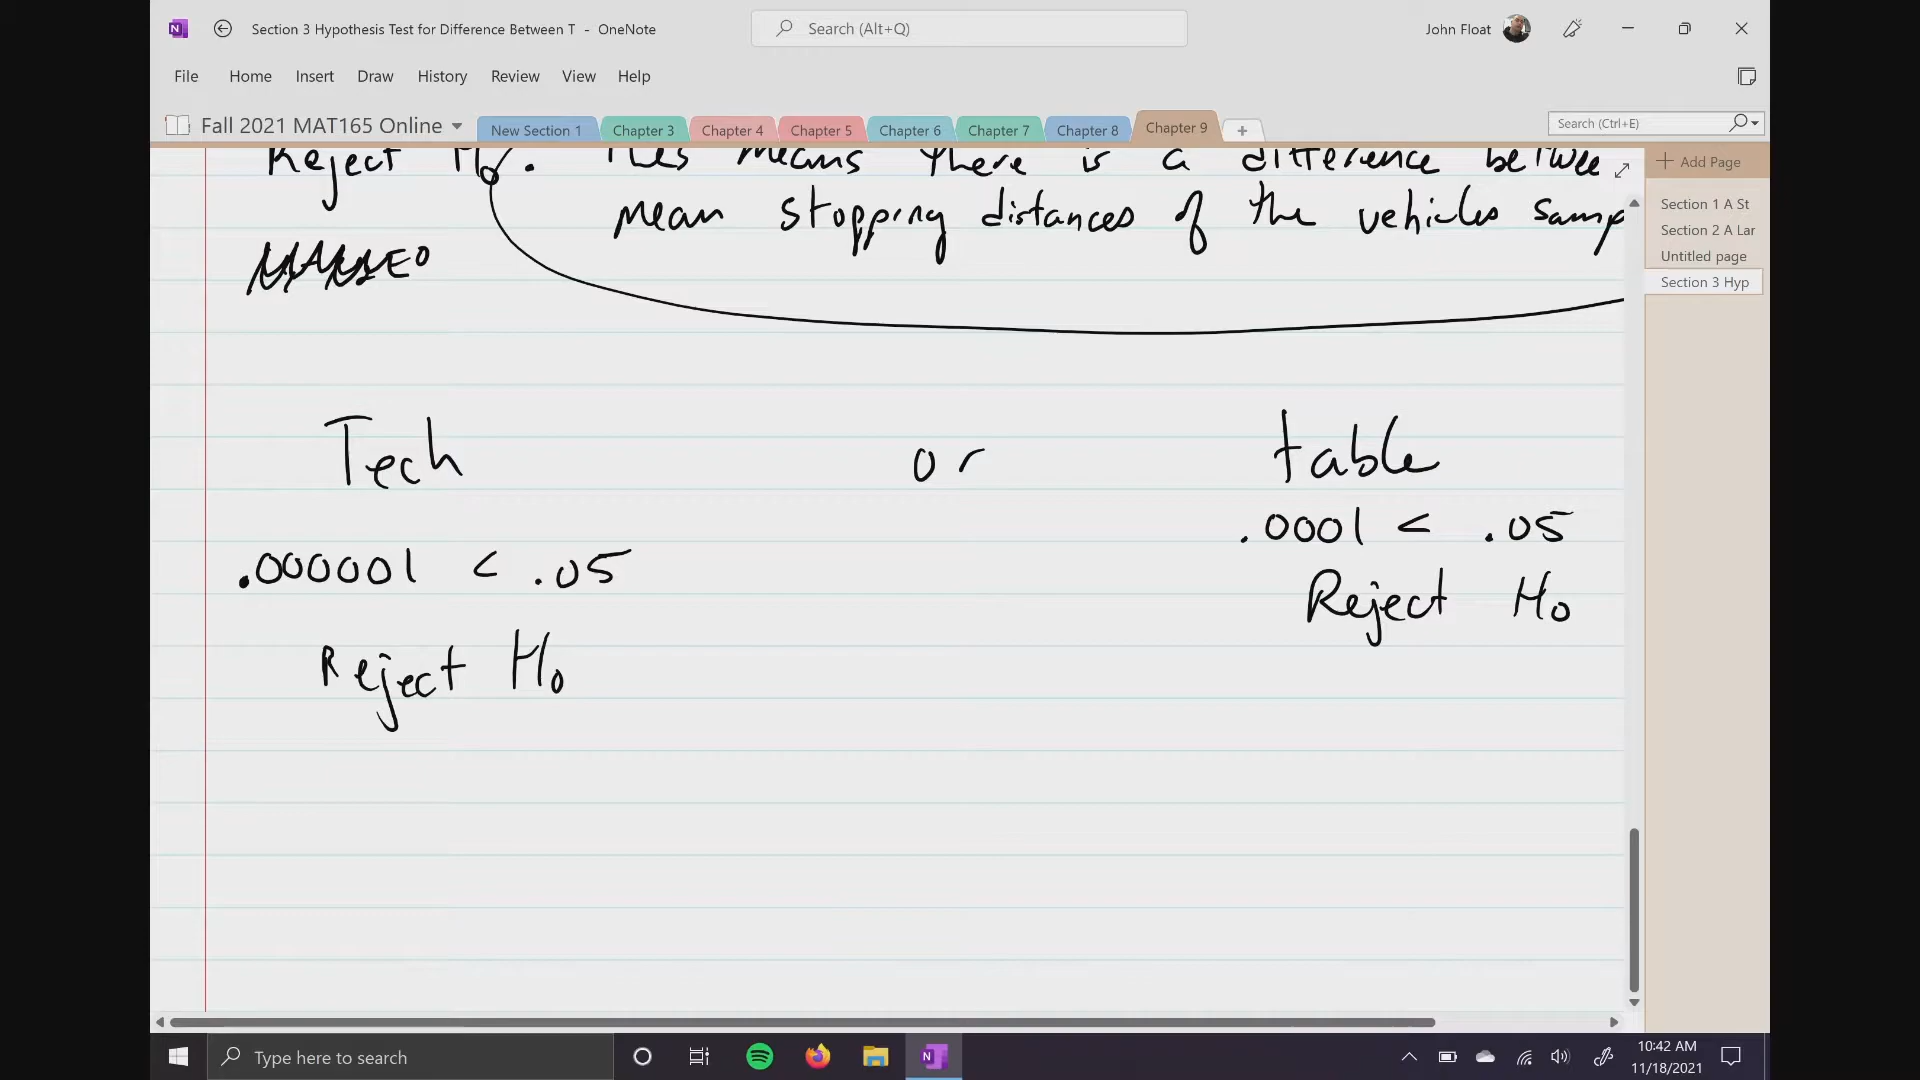 Section 3 Hypothesis Test for Difference Between T - OneNote
Search (Alt+Q)
John Float
File Home Insert Draw History Review View Help
Fall 2021 MAT165 Online
New Section 1 Chapter 3 Chapter 4 Chapter 5 Chapter 6 Chapter 7 Chapter 8 Chapter 9 +
Search (Ctrl+E)
+ Add Page
Section 1 A St
Section 2 A Lar
Untitled page
Section 3 Hyp
Reject H₀. This means there is a difference betwee
mean stopping distances of the vehicles samp
Tech or table
.0001 < .05
.000001 < .05
Reject H₀
Reject H₀
Type here to search
10:42 AM
11/18/2021